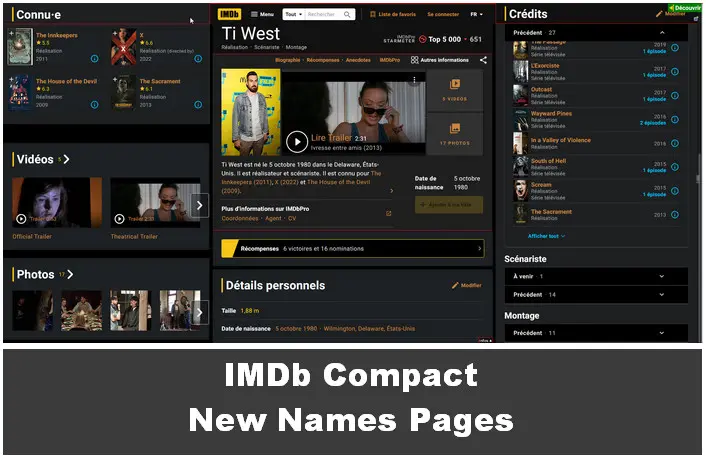 Connu·e
The Innkeepers
★ 5.5
Réalisation
2011
X
★ 6.6
Réalisation (directed by)
2022
The House of the Devil
★ 6.3
Réalisation
2009
The Sacrament
★ 6.1
Réalisation
2013
Vidéos 5
Trailer 2:03
Trailer 2:31
Official Trailer
Theatrical Trailer
Photos 17
IMDb
Menu
Tout
Liste de favoris
Se connecter
FR
Ti West
Réalisation · Scénariste · Montage
IMDbPro
STARMETER
Top 5 000
651
Biographie · Récompenses · Anecdotes · IMDbPro
Autres informations
Lire Trailer 2:31
Ivresse entre amis (2013)
5 VIDÉOS
17 PHOTOS
Ti West est né le 5 octobre 1980 dans le Delaware, États-
Unis. Il est réalisateur et scénariste. Il est connu pour The
Innkeepers (2011), X (2022) et The House of the Devil
(2009).
Date de
naissance
5 octobre
1980
Plus d'informations sur IMDbPro
Coordonnées · Agent · CV
+ Ajouter à ma liste
Récompenses 6 victoires et 16 nominations
Détails personnels
Modifier
Taille 1,88 m
Date de naissance 5 octobre 1980 · Wilmington, Delaware, États-Unis
Découvrir
Crédits
Modifier
Précédent 27
Réalisation
Série télévisée
2019
1 épisode
L'Exorciste
Réalisation
Série télévisée
2017
1 épisode
Outcast
Réalisation
Série télévisée
2017
1 épisode
Wayward Pines
Réalisation
Série télévisée
2016
2 épisodes
In a Valley of Violence
Réalisation
2016
South of Hell
Réalisation
Série télévisée
2015
1 épisode
Scream
Réalisation
Série télévisée
2015
1 épisode
The Sacrament
Réalisation
2013
Afficher tout
Scénariste
À venir · 1
Précédent · 14
Montage
Précédent · 11
IMDb Compact
New Names Pages